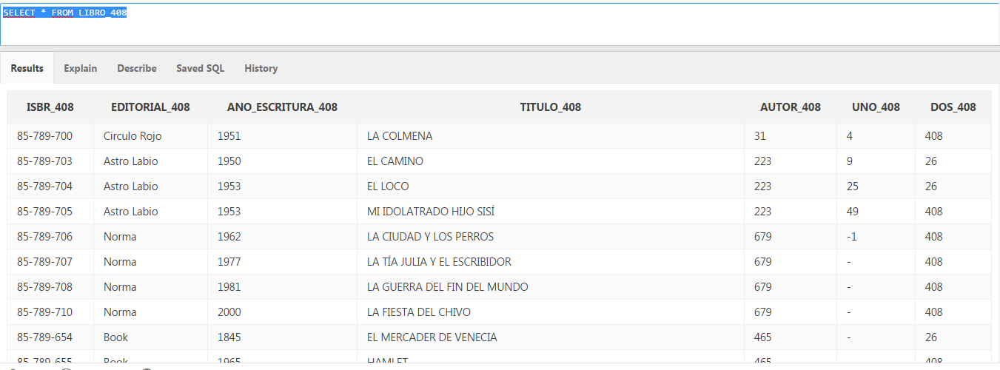 SELECT * FROM LIBRO_408
Results Explain Describe Saved SQL History
ISBR_408 EDITORIAL_408 ANO_ESCRITURA_408 TITULO_408 AUTOR_408 UNO_408 DOS_408
85-789-700 Circulo Rojo 1951 LA COLMENA 31 4 408
85-789-703 Astro Labio 1950 EL CAMINO 223 9 26
85-789-704 Astro Labio 1953 EL LOCO 223 25 26
85-789-705 Astro Labio 1953 MI IDOLATRADO HIJO SISÍ 223 49 408
85-789-706 Norma 1962 LA CIUDAD Y LOS PERROS 679 -1 408
85-789-707 Norma 1977 LA TÍA JULIA Y EL ESCRIBIDOR 679 - 408
85-789-708 Norma 1981 LA GUERRA DEL FIN DEL MUNDO 679 - 408
85-789-710 Norma 2000 LA FIESTA DEL CHIVO 679 - 408
85-789-654 Book 1845 EL MERCADER DE VENECIA 465 - 26
85-789-655 Book 1965 HAMLET 465 408